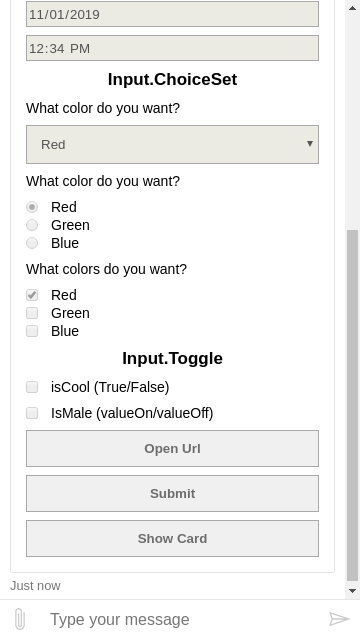 11/01/2019
12:34 PM
Input.ChoiceSet
What color do you want?
Red
What color do you want?
Red
Green
Blue
What colors do you want?
Red
Green
Blue
Input.Toggle
isCool (True/False)
IsMale (valueOn/valueOff)
Open Url
Submit
Show Card
Just now
Type your message